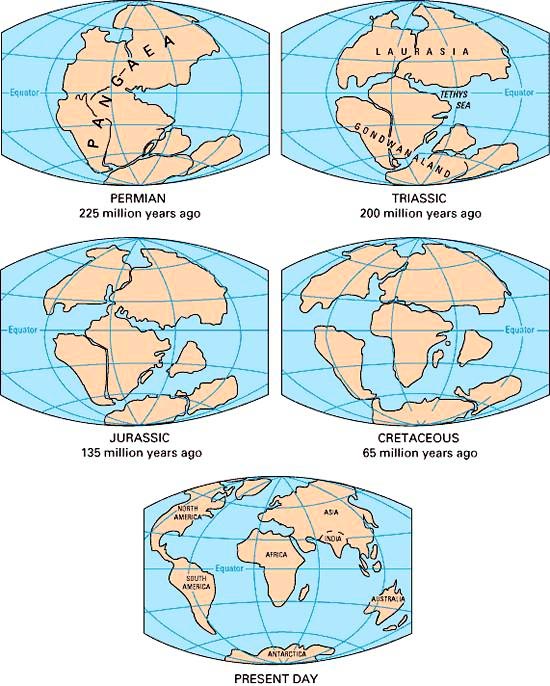 PANGAEA
Equator
PERMIAN
225 million years ago
LAURASIA
TETHYS
SEA
Equator
GONDWANALAND
TRIASSIC
200 million years ago
Equator
JURASSIC
135 million years ago
Equator
CRETACEOUS
65 million years ago
NORTH
AMERICA
ASIA
INDIA
AFRICA
Equator
SOUTH
AMERICA
AUSTRALIA
ANTARCTICA
PRESENT DAY